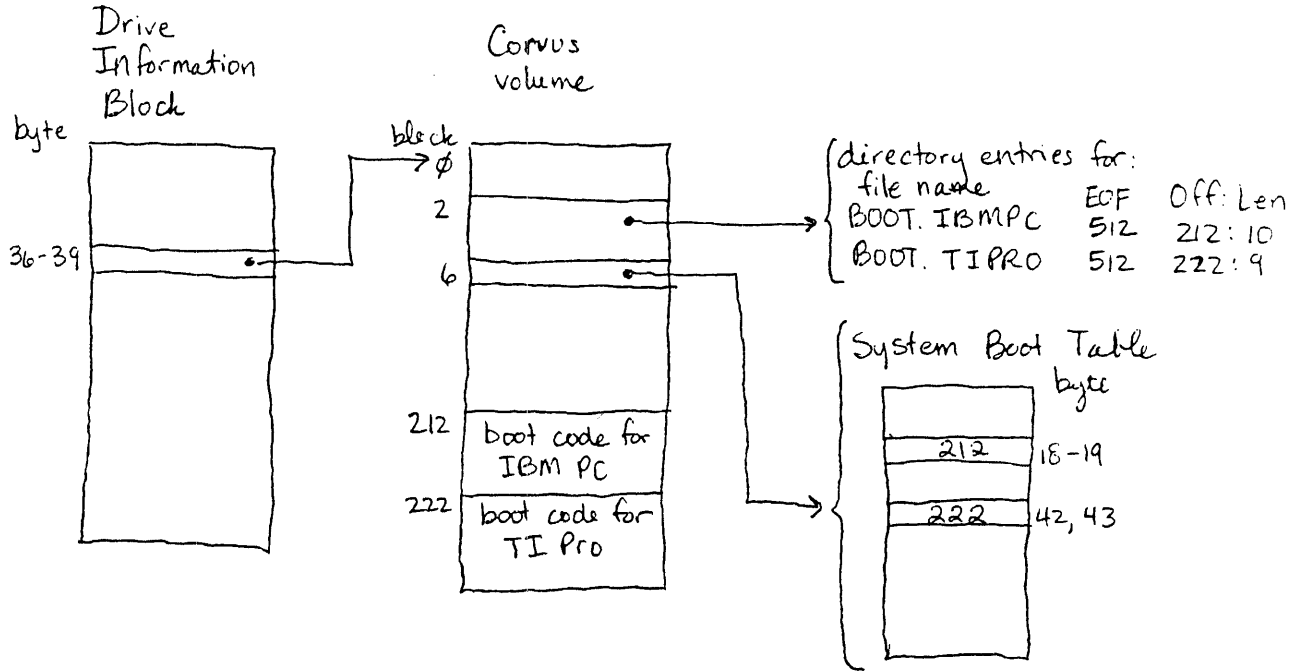 Drive
Information
Block
byte
36-39
Corvus
volume
block
ø
2
6
212
boot code for
IBM PC
222
boot code for
TI Pro
directory entries for:
file name EOF Off: Len
BOOT. IBMPC 512 212:10
BOOT. TIPRO 512 222:9
System Boot Table
byte
212 18-19
222 42, 43